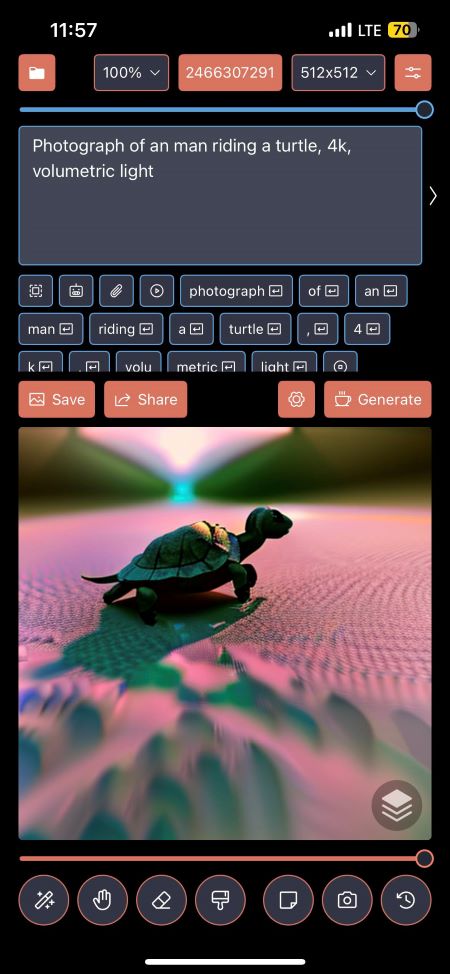 11:57 LTE 70
100% 2466307291 512x512
Photograph of an man riding a turtle, 4k,
volumetric light
photograph of an
man riding a turtle , 4
k , volu metric light
Save Share Generate